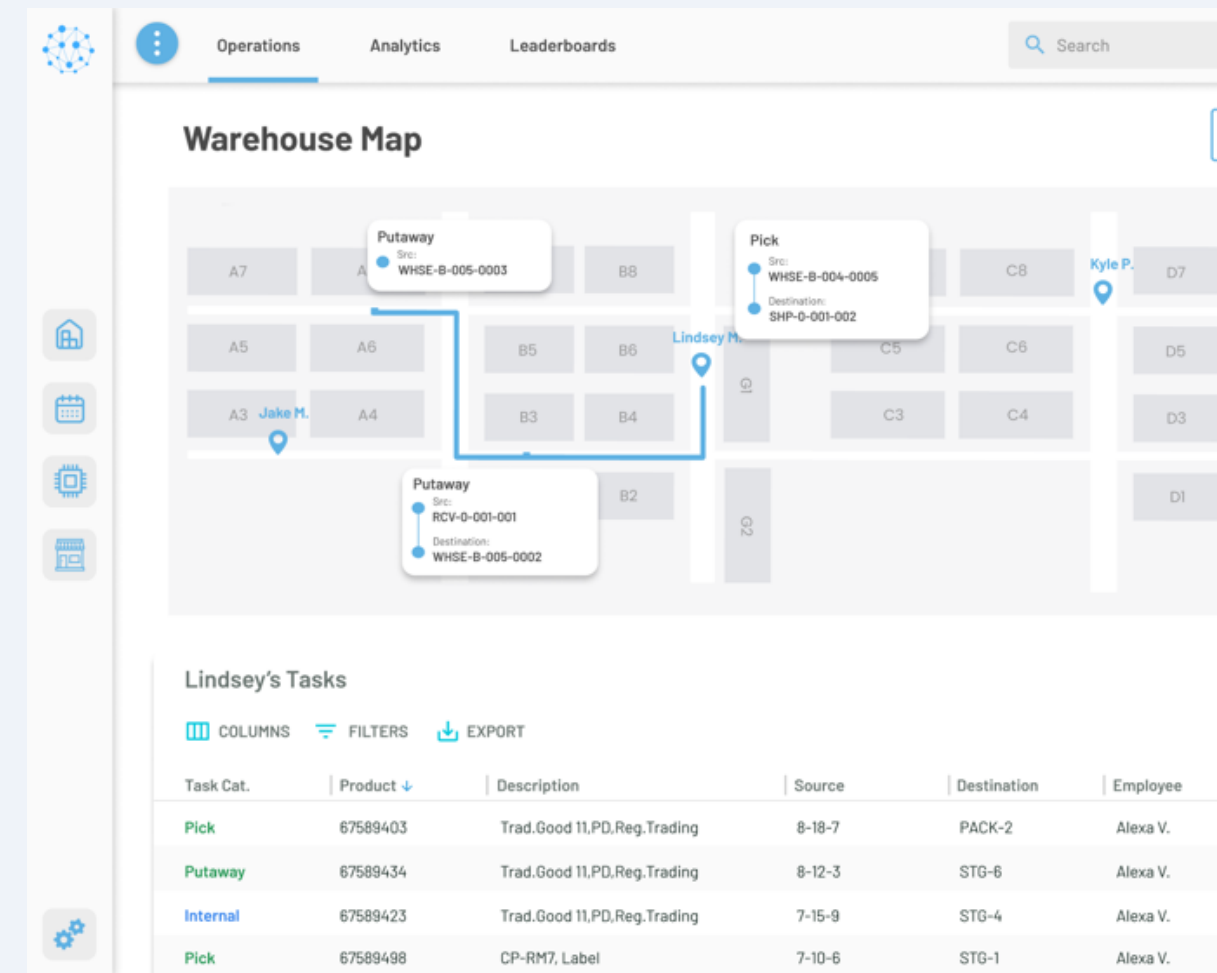 Operations Analytics Leaderboards Search
Warehouse Map
Putaway
Src:
WHSE-B-005-0003
Pick
Src:
WHSE-B-004-0005
Destination:
SHP-0-001-002
A7 A B8 C8 Kyle P. D7
A5 A6 B5 B6 Lindsey M. C5 C6 D5
G1
A3 Jake M. A4 B3 B4 C3 C4 D3
Putaway
Src:
RCV-0-001-001
Destination:
WHSE-B-005-0002
B2 G2 D1
Lindsey's Tasks
COLUMNS FILTERS EXPORT
Task Cat. Product Description Source Destination Employee
Pick 67589403 Trad.Good 11,PD,Reg.Trading 8-18-7 PACK-2 Alexa V.
Putaway 67589434 Trad.Good 11,PD,Reg.Trading 8-12-3 STG-6 Alexa V.
Internal 67589423 Trad.Good 11,PD,Reg.Trading 7-15-9 STG-4 Alexa V.
Pick 67589498 CP-RM7, Label 7-10-6 STG-1 Alexa V.